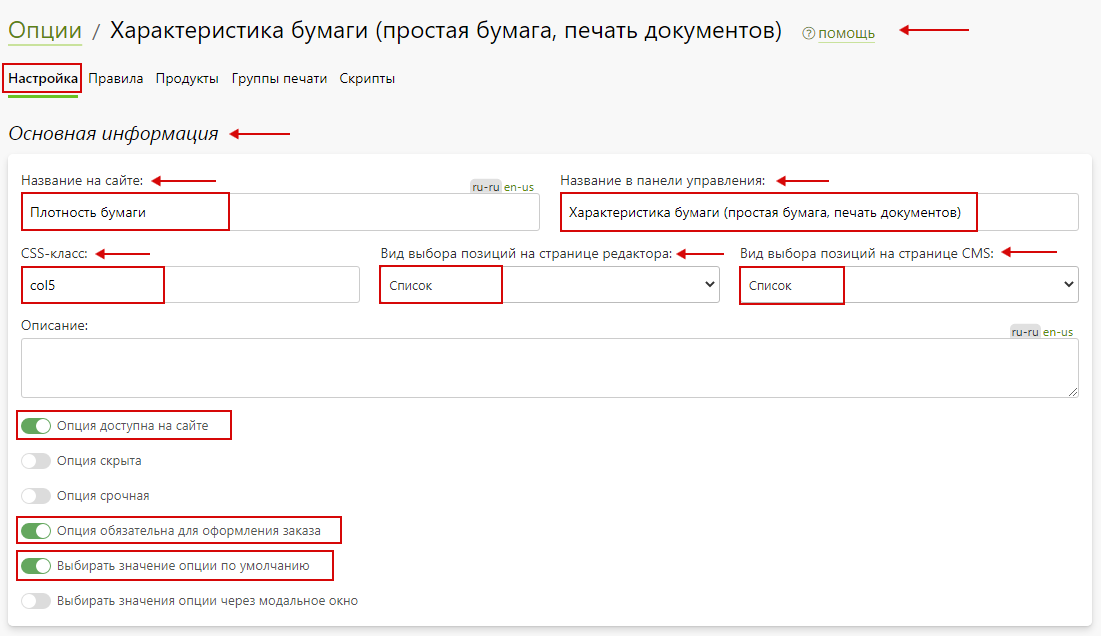 Опции / Характеристика бумаги (простая бумага, печать документов) ? помощь
Настройка Правила Продукты Группы печати Скрипты
Основная информация
Название на сайте: ru-ru en-us Название в панели управления:
Плотность бумаги Характеристика бумаги (простая бумага, печать документов)
CSS-класс: Вид выбора позиций на странице редактора: Вид выбора позиций на странице CMS:
col5 Список Список
Описание: ru-ru en-us
Опция доступна на сайте
Опция скрыта
Опция срочная
Опция обязательна для оформления заказа
Выбирать значение опции по умолчанию
Выбирать значения опции через модальное окно